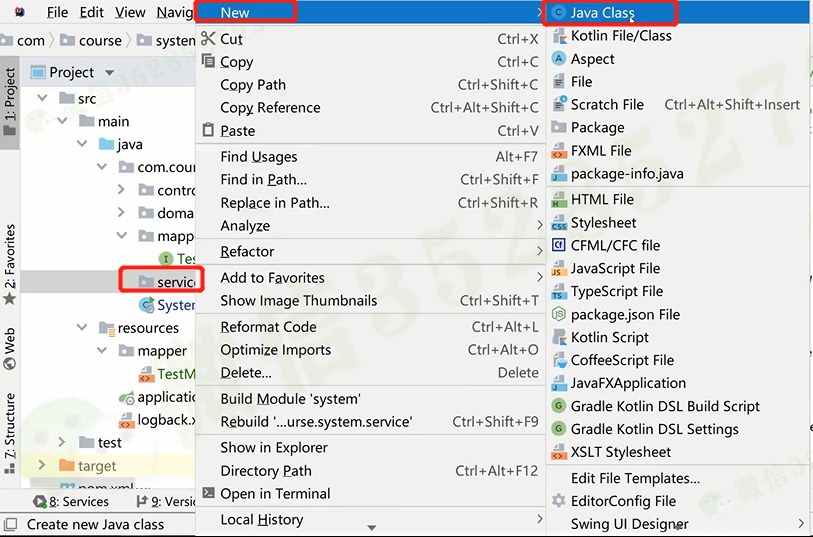 File Edit View Navig
com course system
1: Project
2: Favorites
Web
Z: Structure
Project
src
main
java
com.cour
contro
doma
mapp
Tes
service
System
resources
mapper
TestM
applicatio
logback.x
test
target
pom.xml
8: Services
9: Versio
Create new Java class
New
Cut Ctrl+X
Copy Ctrl+C
Copy Path Ctrl+Shift+C
Copy Reference Ctrl+Alt+Shift+C
Paste Ctrl+V
Find Usages Alt+F7
Find in Path... Ctrl+Shift+F
Replace in Path... Ctrl+Shift+R
Analyze
Refactor
Add to Favorites
Show Image Thumbnails Ctrl+Shift+T
Reformat Code Ctrl+Alt+L
Optimize Imports Ctrl+Alt+O
Delete... Delete
Build Module 'system'
Rebuild '...urse.system.service' Ctrl+Shift+F9
Show in Explorer
Directory Path Ctrl+Alt+F12
Open in Terminal
Local History
Java Class
Kotlin File/Class
Aspect
File
Scratch File Ctrl+Alt+Shift+Insert
Package
FXML File
package-info.java
HTML File
Stylesheet
CFML/CFC file
JavaScript File
TypeScript File
package.json File
Kotlin Script
CoffeeScript File
JavaFXApplication
Gradle Kotlin DSL Build Script
Gradle Kotlin DSL Settings
XSLT Stylesheet
Edit File Templates...
EditorConfig File
Swing UI Designer